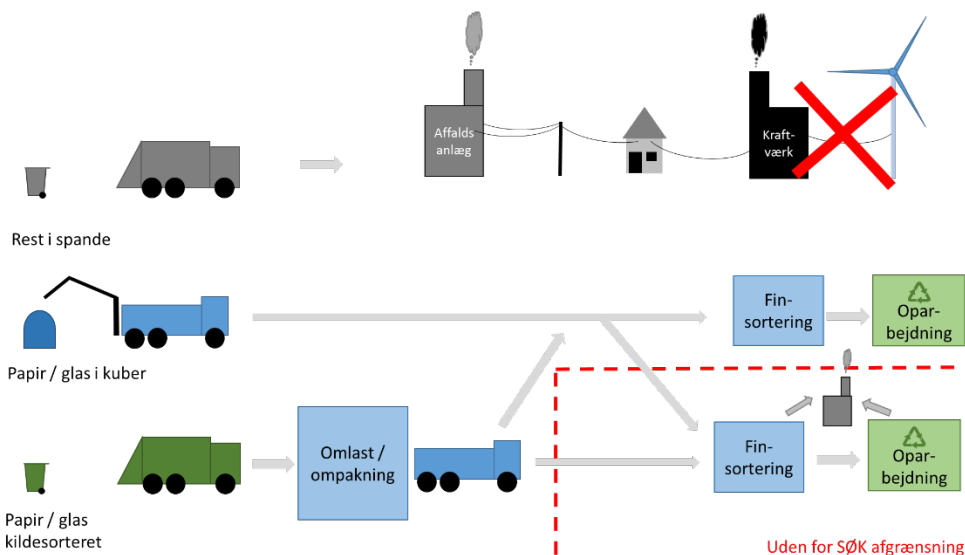 Affalds
anlæg
Kraft-
værk
Rest i spande
Fin-
sortering
Opar-
bejdning
Papir / glas i kuber
Omlast /
ompakning
Fin-
sortering
Opar-
bejdning
Papir / glas
kildesorteret
Uden for SØK afgrænsning